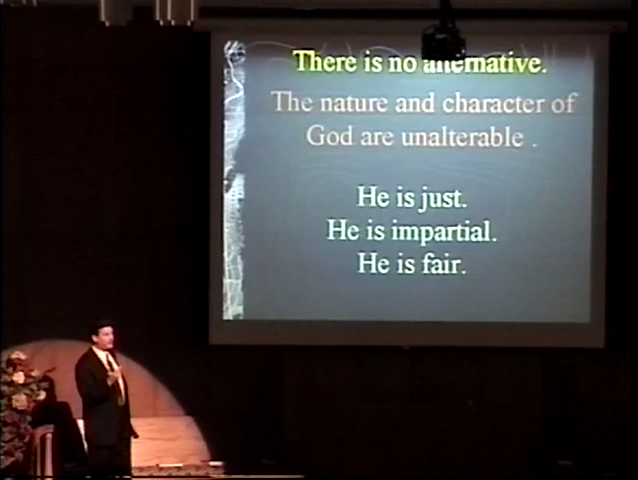 There is no alternative.
The nature and character of
God are unalterable .
He is just.
He is impartial.
He is fair.